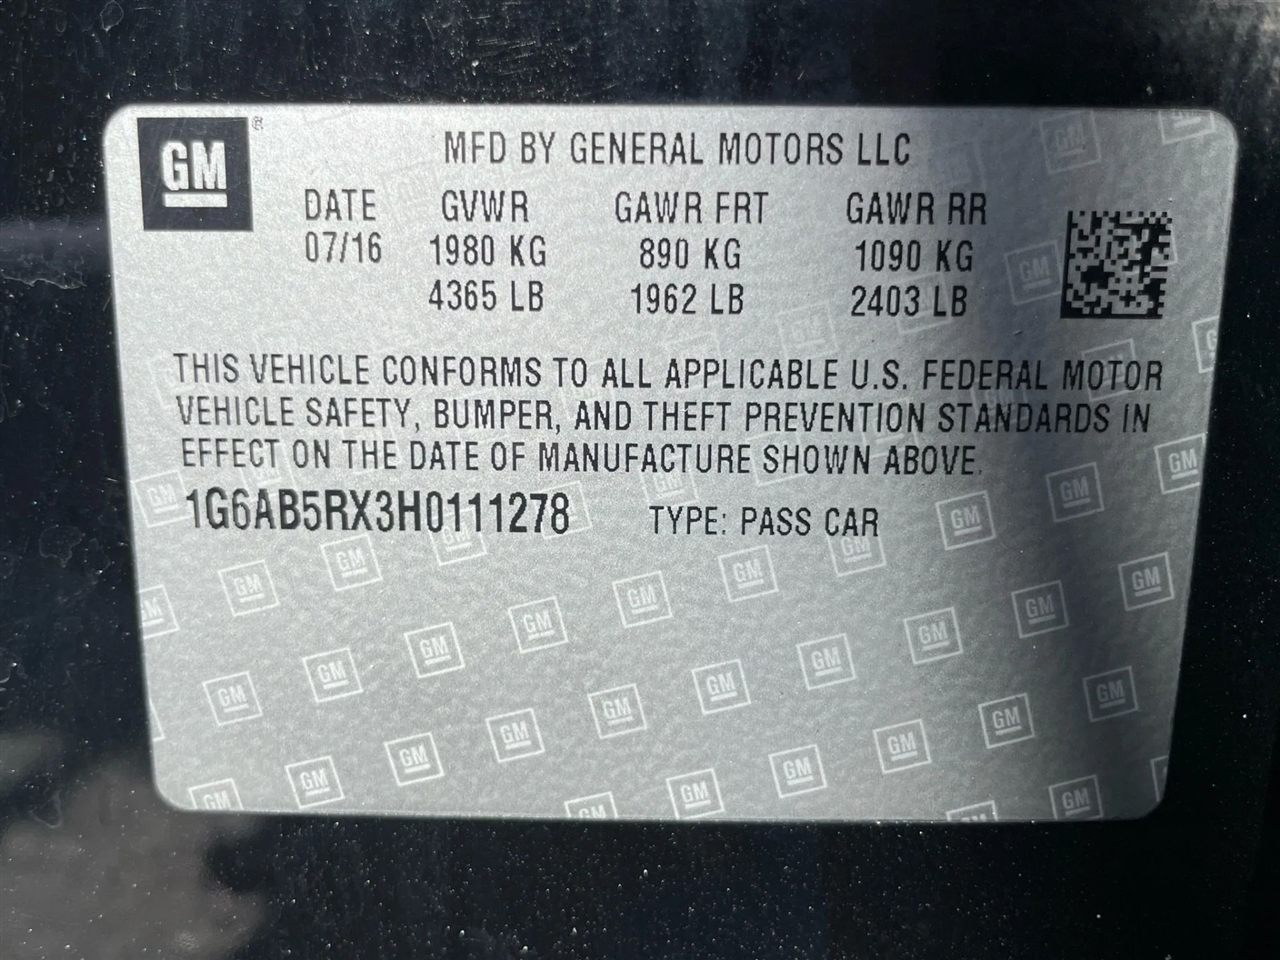 GM ®
MFD BY GENERAL MOTORS LLC
DATE GVWR GAWR FRT GAWR RR
07/16 1980 KG 890 KG 1090 KG
4365 LB 1962 LB 2403 LB
THIS VEHICLE CONFORMS TO ALL APPLICABLE U.S. FEDERAL MOTOR
VEHICLE SAFETY, BUMPER, AND THEFT PREVENTION STANDARDS IN
EFFECT ON THE DATE OF MANUFACTURE SHOWN ABOVE.
1G6AB5RX3H0111278 TYPE: PASS CAR